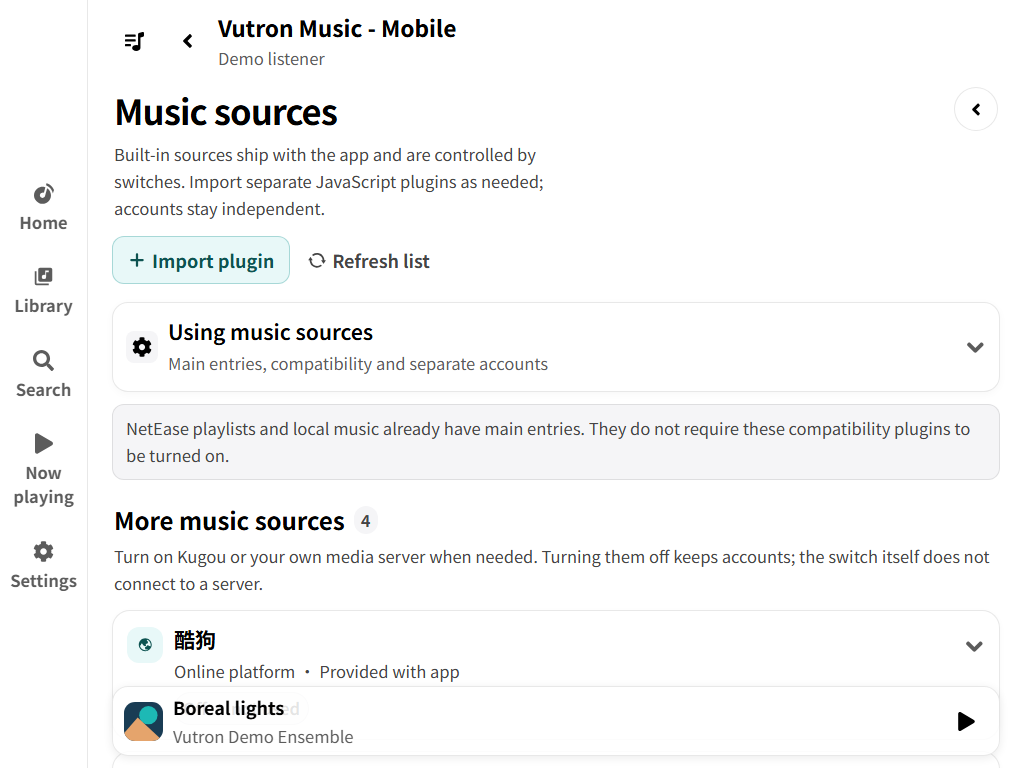 Vutron Music - Mobile
Demo listener
Music sources
Built-in sources ship with the app and are controlled by
switches. Import separate JavaScript plugins as needed;
accounts stay independent.
Import plugin
Refresh list
Using music sources
Main entries, compatibility and separate accounts
NetEase playlists and local music already have main entries. They do not require these compatibility plugins to
be turned on.
More music sources 4
Turn on Kugou or your own media server when needed. Turning them off keeps accounts; the switch itself does not
connect to a server.
酷狗
Online platform · Provided with app
Boreal lights
Vutron Demo Ensemble
Home
Library
Search
Now
playing
Settings